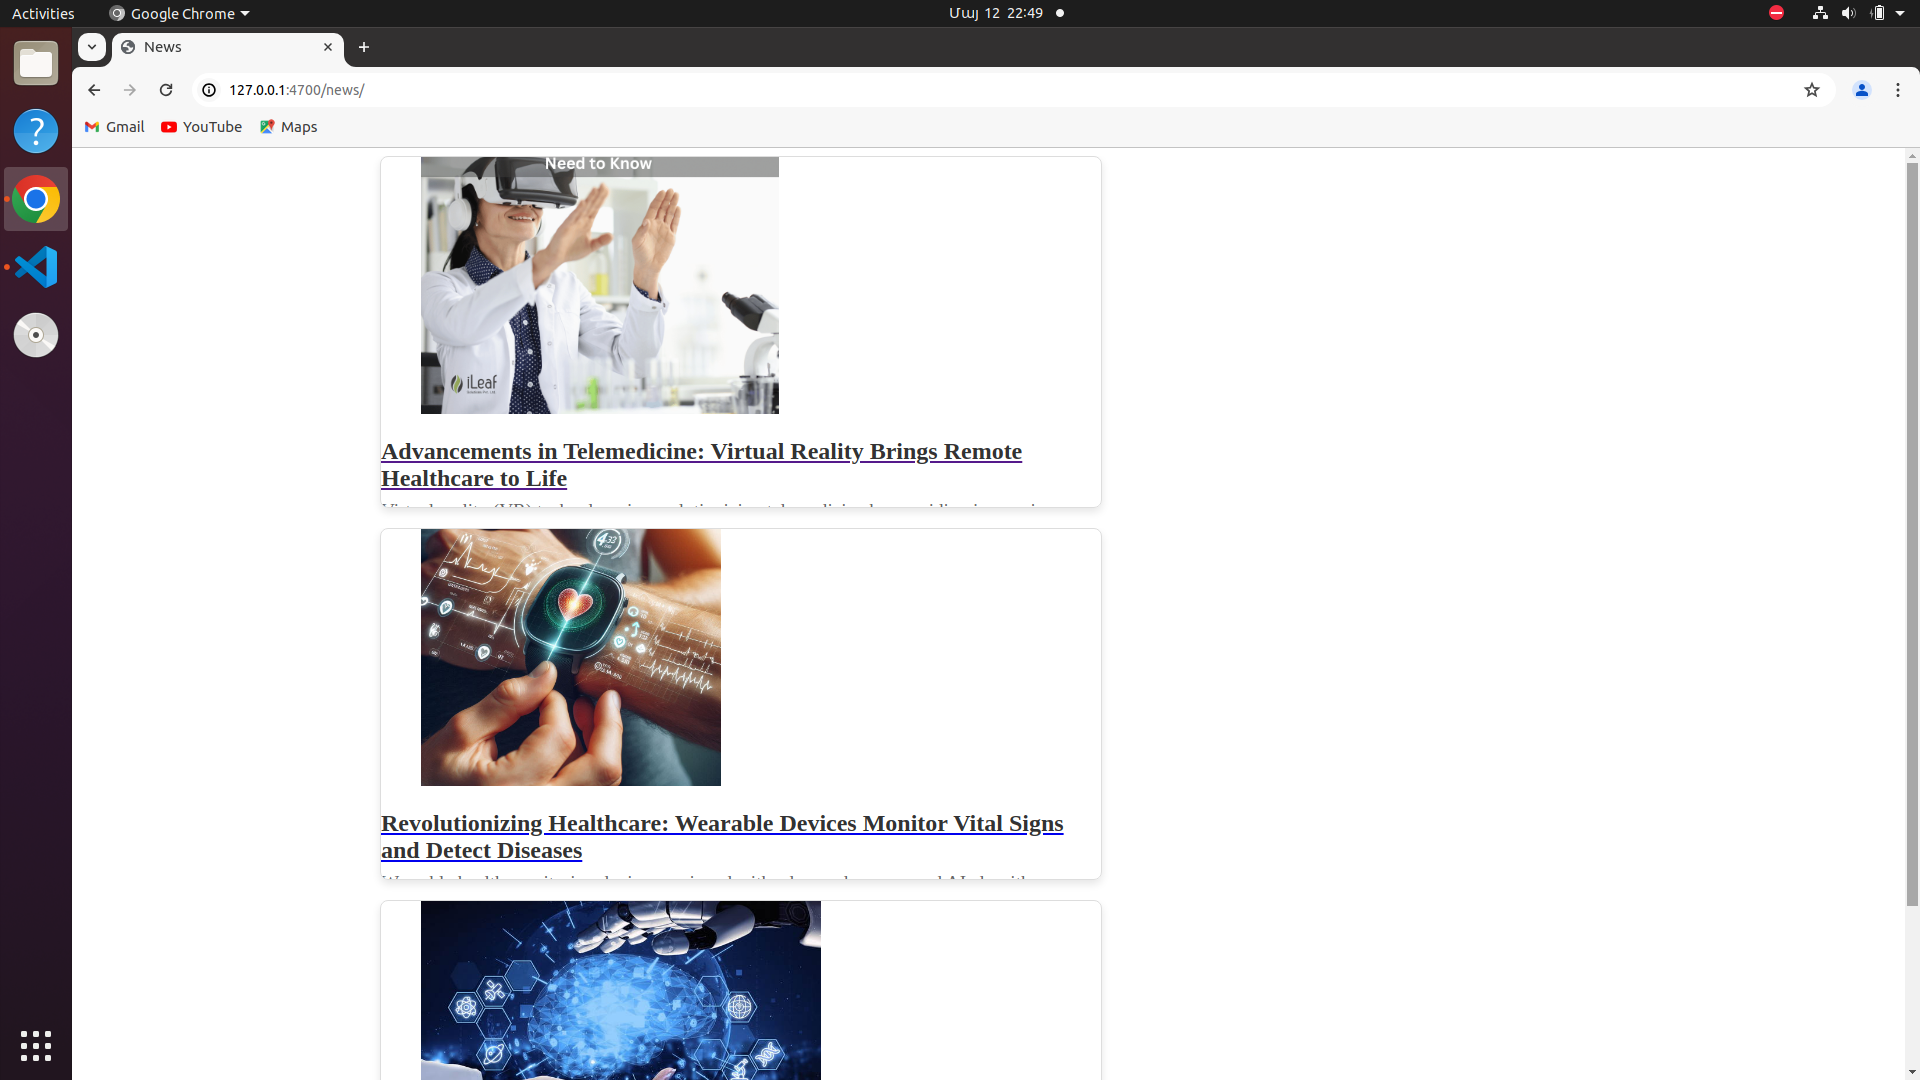 Activities
Google Chrome
Մայ 12 22:49
News
127.0.0.1:4700/news/
Gmail
YouTube
Maps
Need to Know
iLeaf
Advancements in Telemedicine: Virtual Reality Brings Remote
Healthcare to Life
4:32
Revolutionizing Healthcare: Wearable Devices Monitor Vital Signs
and Detect Diseases